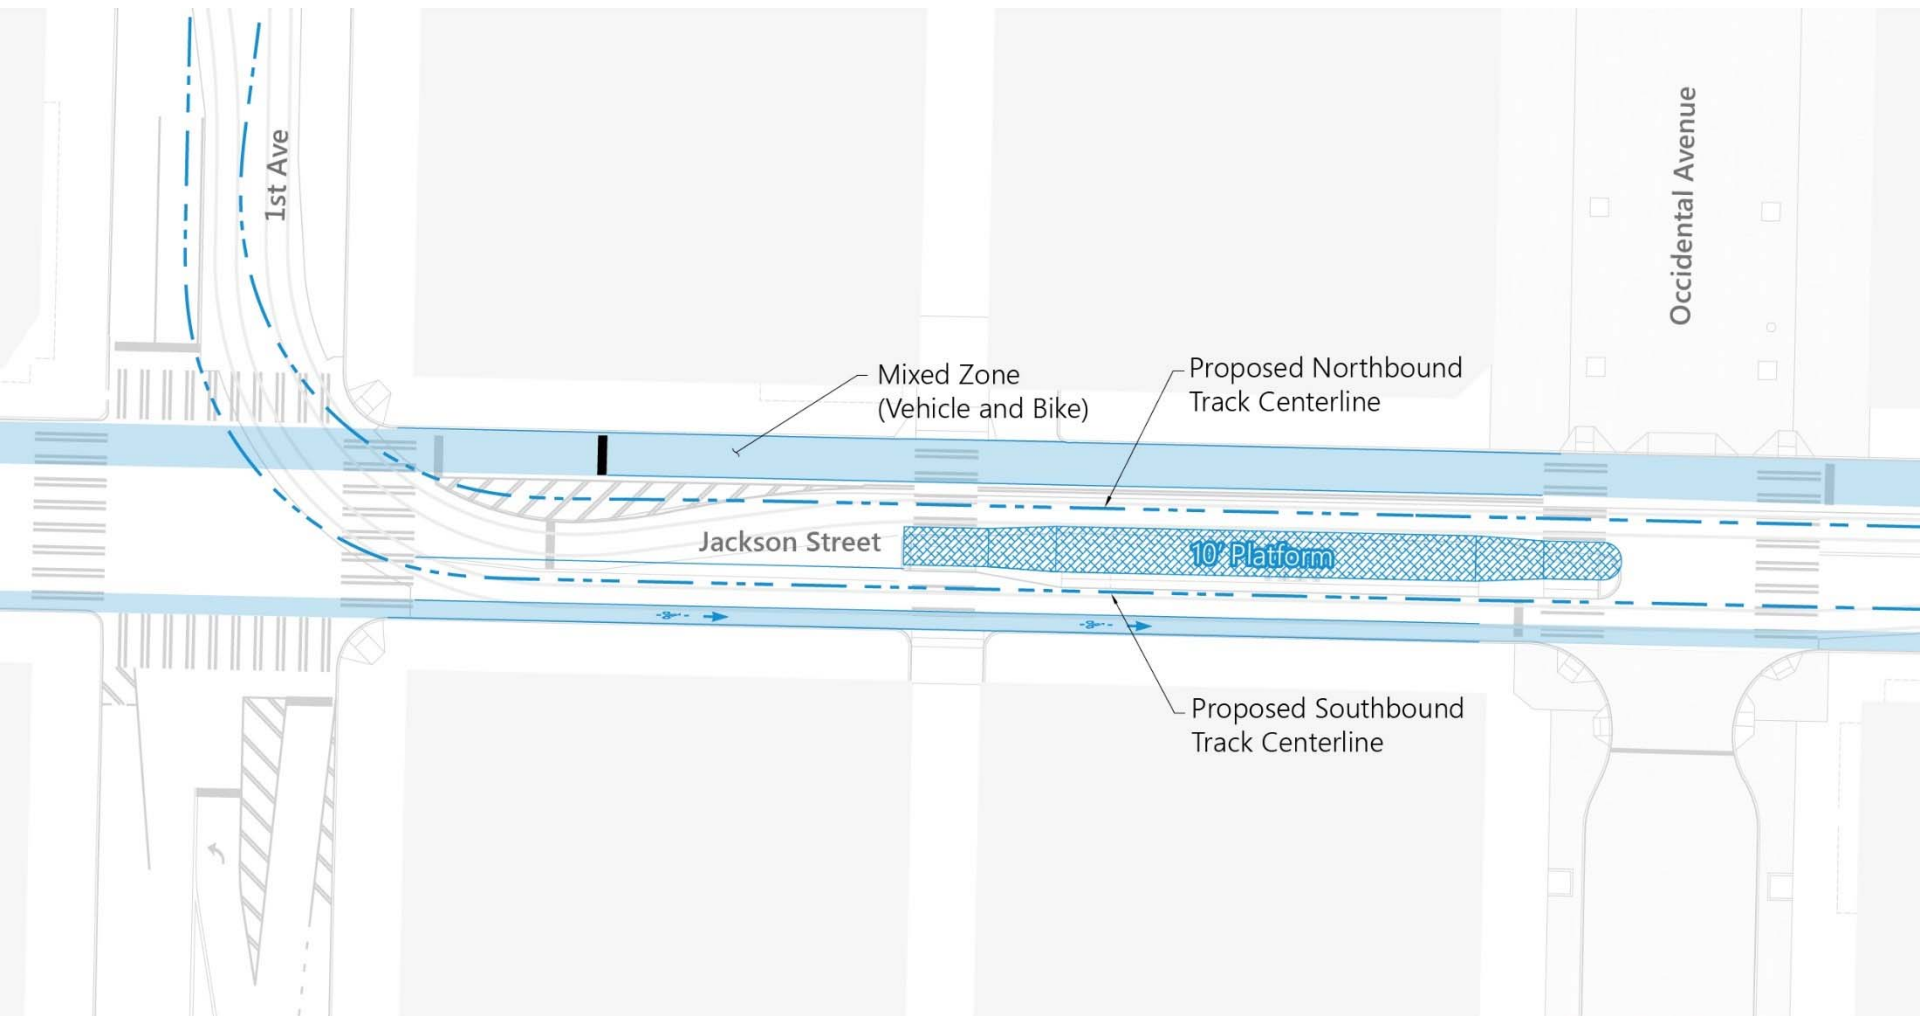 1st Ave
Occidental Avenue
Mixed Zone
(Vehicle and Bike)
Proposed Northbound
Track Centerline
Jackson Street
10' Platform
Proposed Southbound
Track Centerline